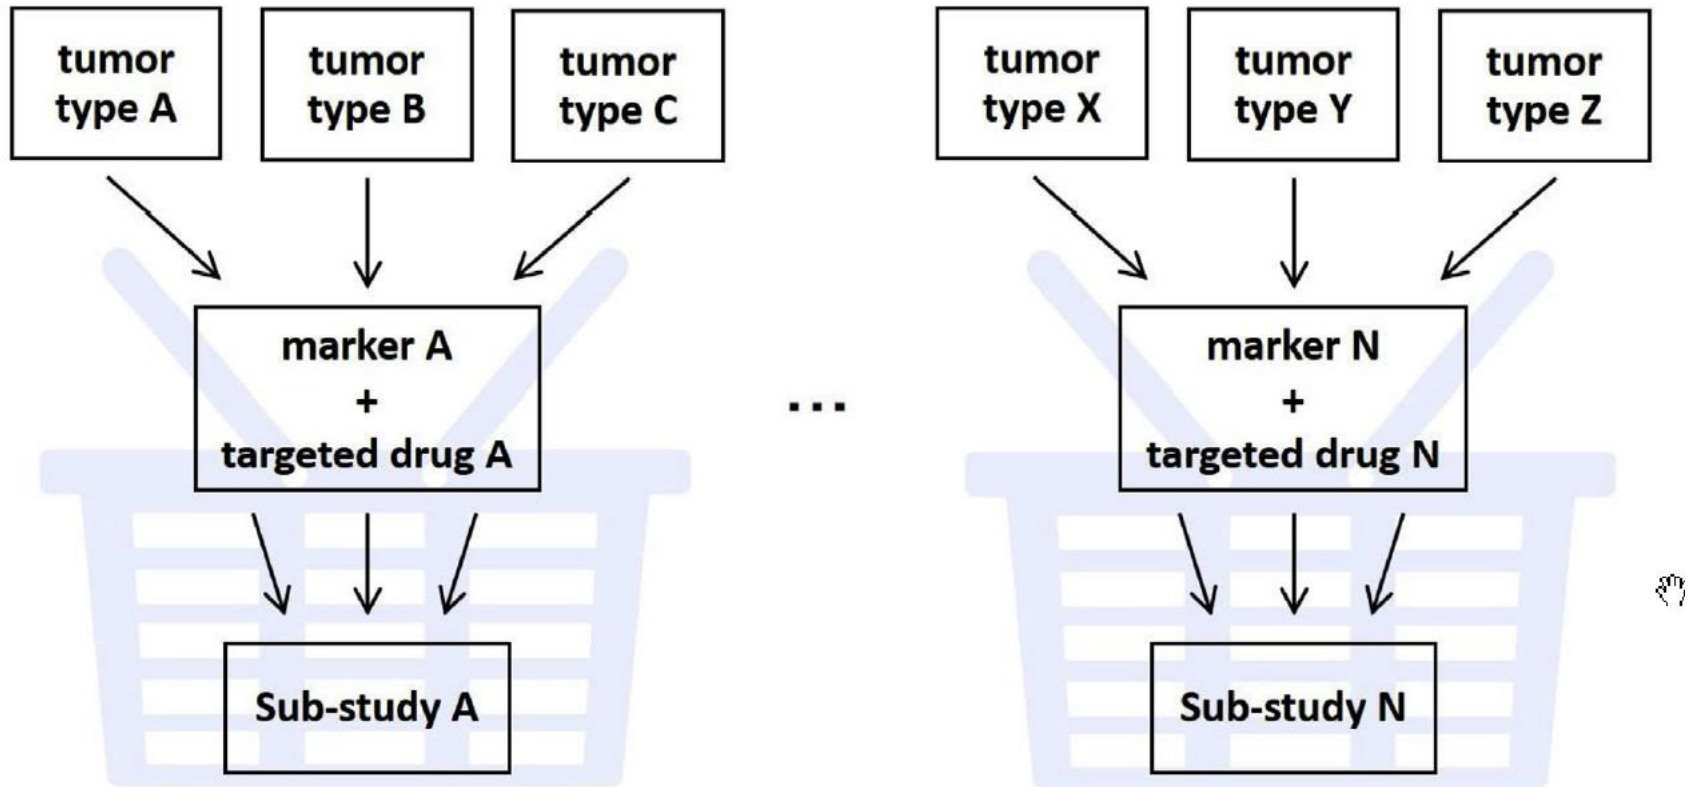 tumor
type A
tumor
type B
tumor
type C
tumor
type X
tumor
type Y
tumor
type Z
marker A
+
targeted drug A
...
marker N
+
targeted drug N
Sub-study A
Sub-study N